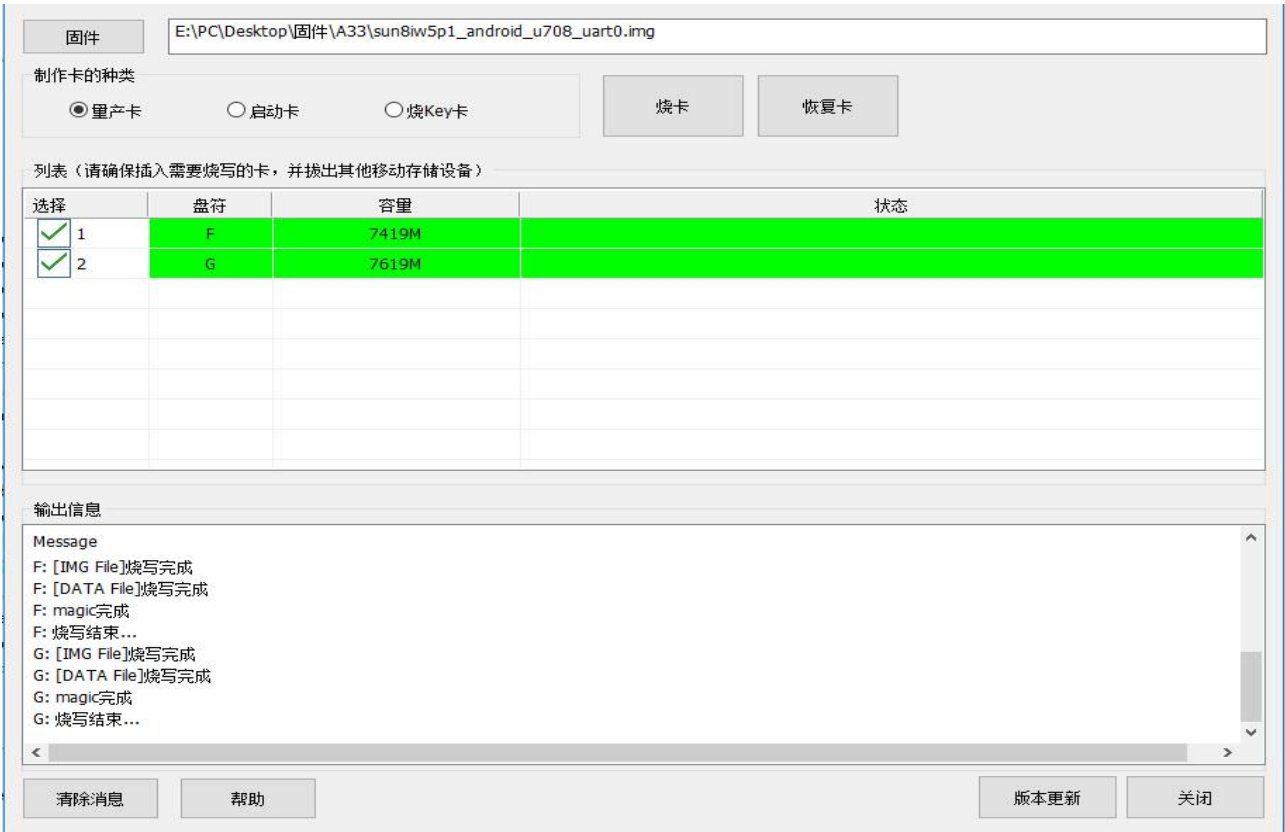 固件 E:\PC\Desktop\固件\A33\sun8iw5p1_android_u708_uart0.img
制作卡的种类
量产卡 启动卡 烧Key卡 烧卡 恢复卡
列表（请确保插入需要烧写的卡，并拔出其他移动存储设备）
选择 盘符 容量 状态
1 F 7419M
2 G 7619M
输出信息
Message
F: [IMG File]烧写完成
F: [DATA File]烧写完成
F: magic完成
F: 烧写结束...
G: [IMG File]烧写完成
G: [DATA File]烧写完成
G: magic完成
G: 烧写结束...
清除消息 帮助 版本更新 关闭